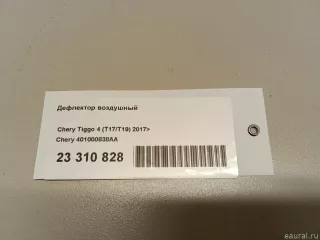 Дефлектор воздушный
Chery Tiggo 4 (T17/T19) 2017>
Chery 401000838AA
23 310 828
eaural.ru